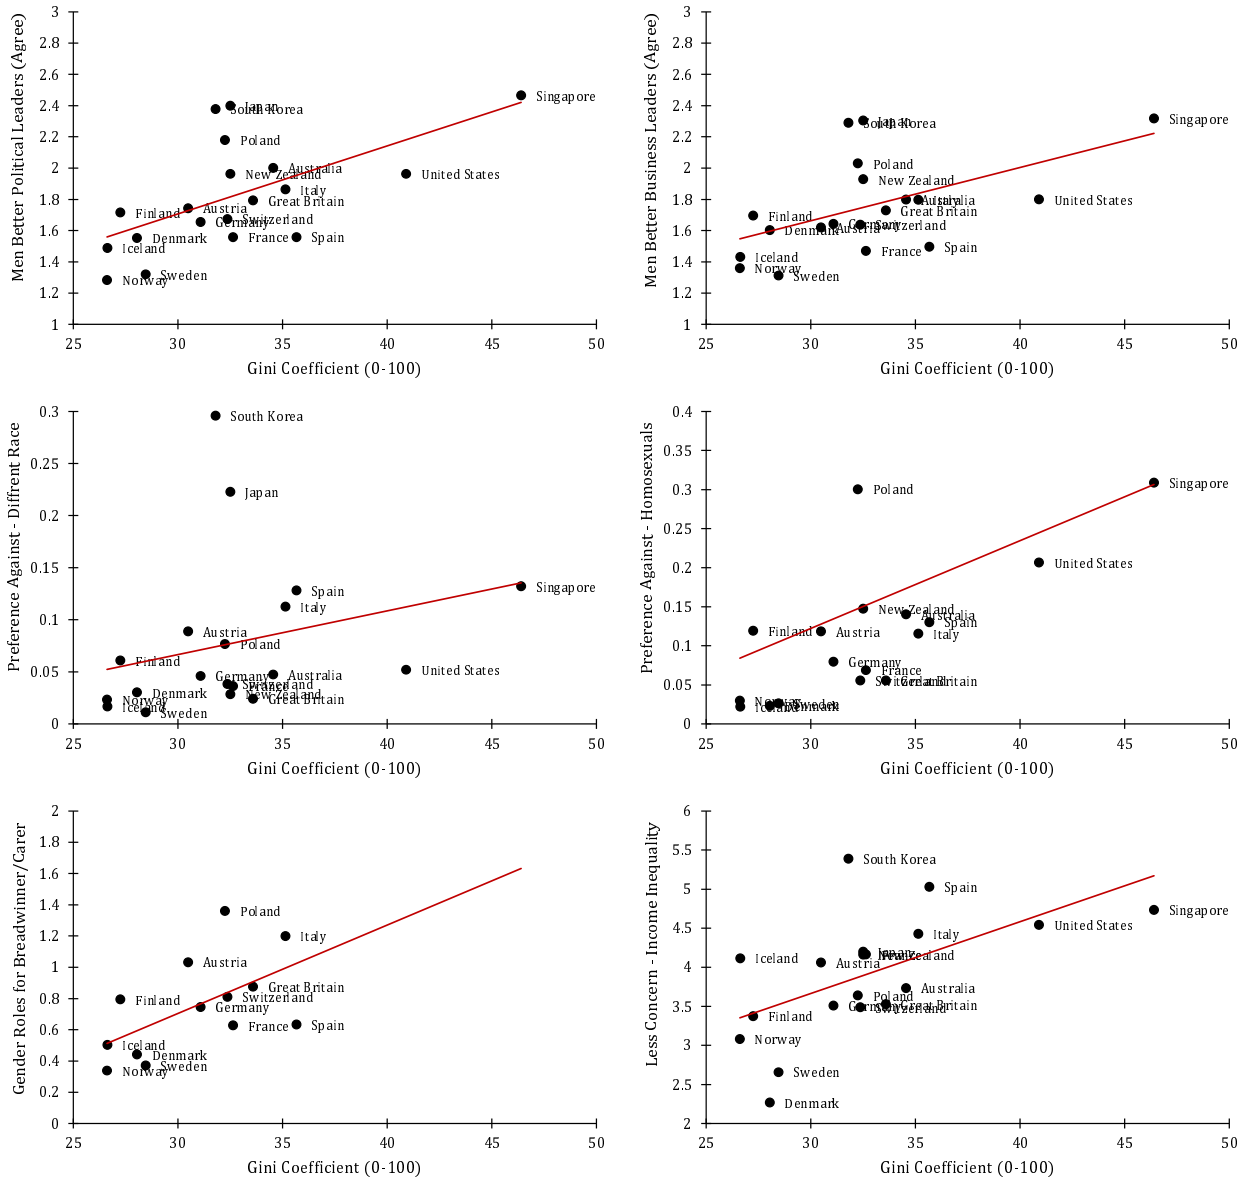 Men Better Political Leaders (Agree)
3
2.8
2.6
2.4
2.2
2
1.8
1.6
1.4
1.2
1
Japan
South Korea
Singapore
Poland
Australia
New Zealand
United States
Italy
Great Britain
Austria
Finland
Switzerland
Germany
Denmark
France
Spain
Iceland
Sweden
Norway
25 30 35 40 45 50
Gini Coefficient (0-100)
Men Better Business Leaders (Agree)
3
2.8
2.6
2.4
2.2
2
1.8
1.6
1.4
1.2
1
Singapore
Japan
South Korea
Poland
New Zealand
Australia
Italy
United States
Great Britain
Finland
Germany
Switzerland
Austria
Denmark
Spain
France
Iceland
Norway
Sweden
25 30 35 40 45 50
Gini Coefficient (0-100)
Preference Against - Diffrent Race
0.3
0.25
0.2
0.15
0.1
0.05
0
South Korea
Japan
Spain
Singapore
Italy
Austria
Poland
Finland
United States
Germany
Australia
Switzerland
France
Denmark
New Zealand
Great Britain
Norway
Iceland
Sweden
25 30 35 40 45 50
Gini Coefficient (0-100)
Preference Against - Homosexuals
0.4
0.35
0.3
0.25
0.2
0.15
0.1
0.05
0
Singapore
Poland
United States
New Zealand
Australia
Spain
Finland
Austria
Italy
Germany
France
Switzerland
Great Britain
Norway
Sweden
Iceland
Denmark
25 30 35 40 45 50
Gini Coefficient (0-100)
Gender Roles for Breadwinner/Carer
2
1.8
1.6
1.4
1.2
1
0.8
0.6
0.4
0.2
0
Poland
Italy
Austria
Great Britain
Finland
Switzerland
Germany
France
Spain
Iceland
Denmark
Sweden
Norway
25 30 35 40 45 50
Gini Coefficient (0-100)
Less Concern - Income Inequality
6
5.5
5
4.5
4
3.5
3
2.5
2
South Korea
Spain
Singapore
United States
Italy
Japan
New Zealand
Iceland
Austria
Australia
Poland
Germany
Great Britain
Switzerland
Finland
Norway
Sweden
Denmark
25 30 35 40 45 50
Gini Coefficient (0-100)